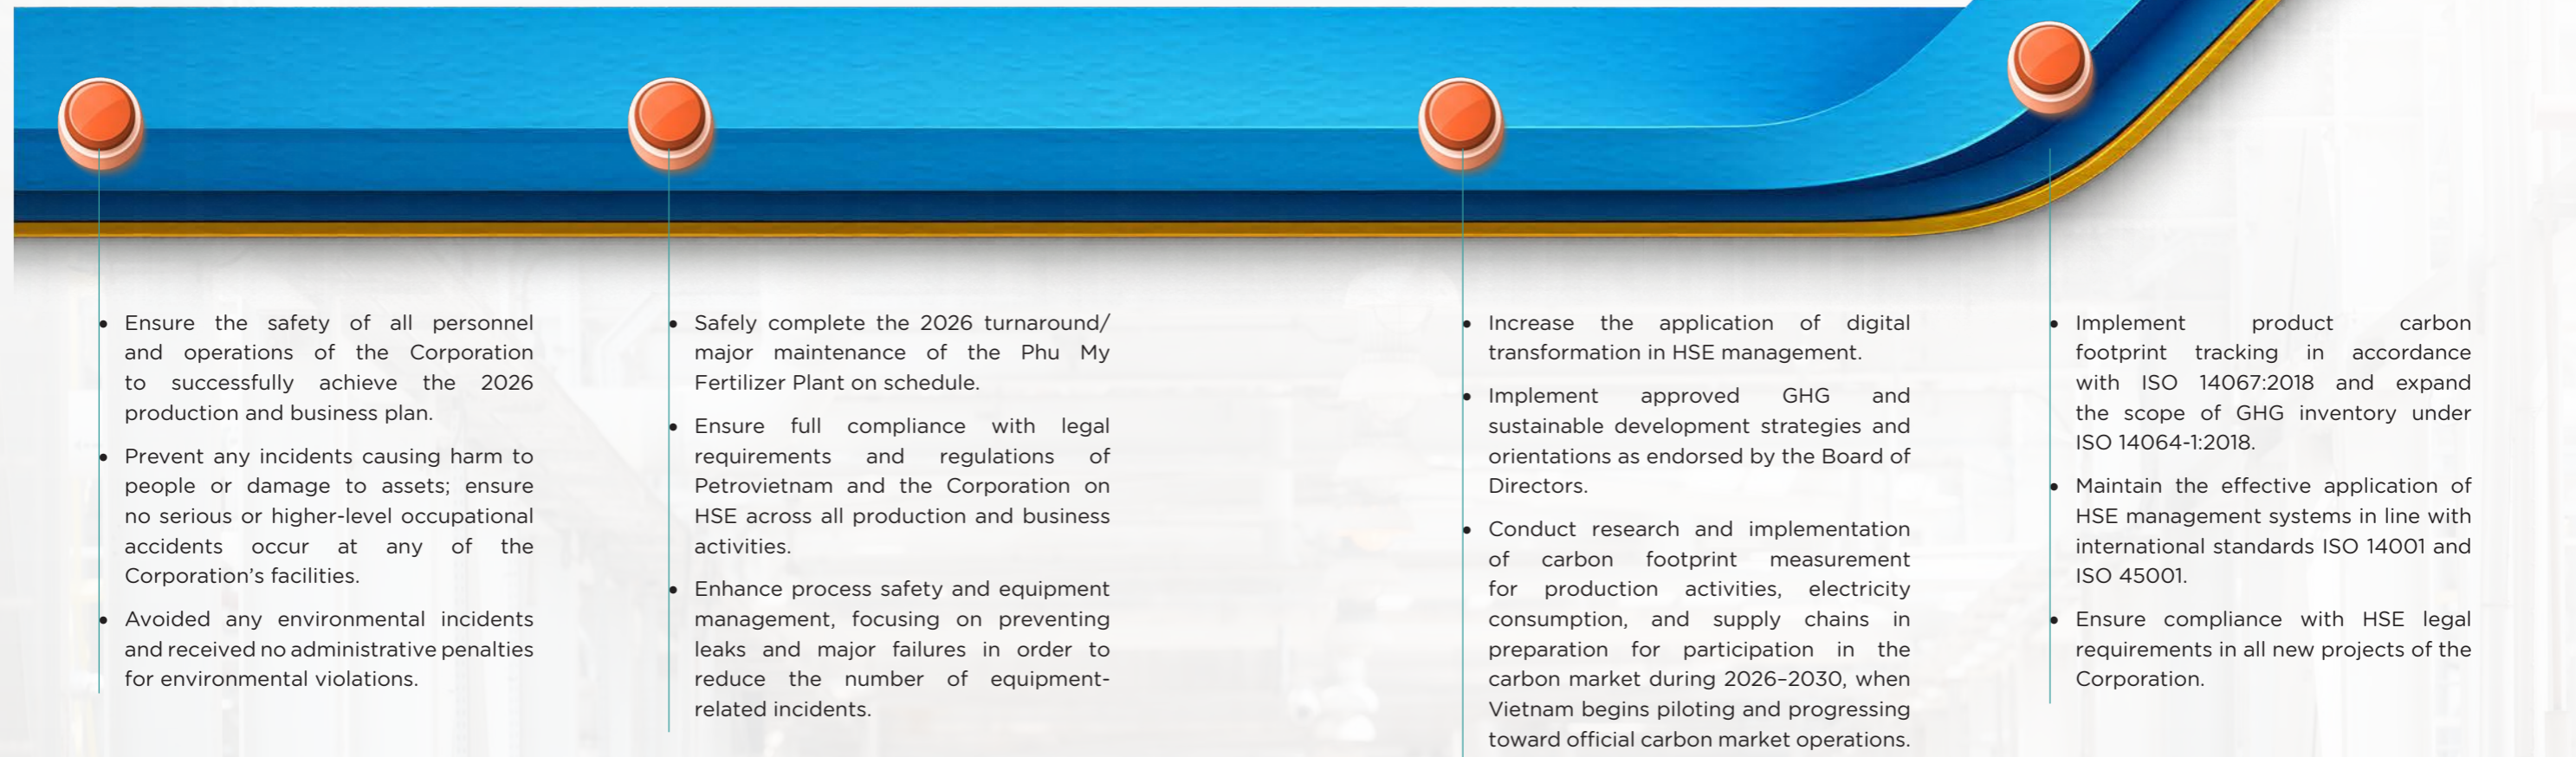 • Ensure the safety of all personnel
and operations of the Corporation
to successfully achieve the 2026
production and business plan.
• Prevent any incidents causing harm to
people or damage to assets; ensure
no serious or higher-level occupational
accidents occur at any of the
Corporation's facilities.
• Avoided any environmental incidents
and received no administrative penalties
for environmental violations.
• Safely complete the 2026 turnaround/
major maintenance of the Phu My
Fertilizer Plant on schedule.
• Ensure full compliance with legal
requirements and regulations of
Petrovietnam and the Corporation on
HSE across all production and business
activities.
• Enhance process safety and equipment
management, focusing on preventing
leaks and major failures in order to
reduce the number of equipment-
related incidents.
• Increase the application of digital
transformation in HSE management.
• Implement approved GHG and
sustainable development strategies and
orientations as endorsed by the Board of
Directors.
• Conduct research and implementation
of carbon footprint measurement
for production activities, electricity
consumption, and supply chains in
preparation for participation in the
carbon market during 2026–2030, when
Vietnam begins piloting and progressing
toward official carbon market operations.
• Implement product carbon
footprint tracking in accordance
with ISO 14067:2018 and expand
the scope of GHG inventory under
ISO 14064-1:2018.
• Maintain the effective application of
HSE management systems in line with
international standards ISO 14001 and
ISO 45001.
• Ensure compliance with HSE legal
requirements in all new projects of the
Corporation.